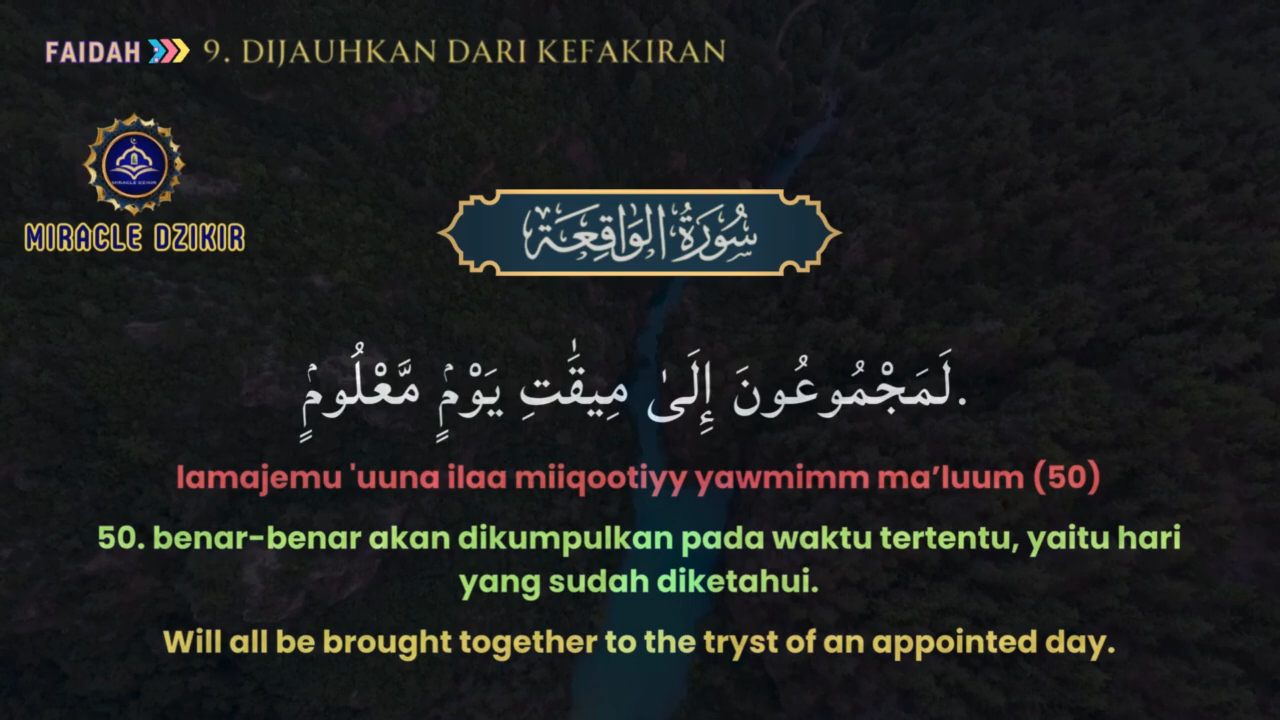 FAIDAH 9. DIJAUHKAN DARI KEFAKIRAN
MIRACLE DZIKIR
MIRACLE DZIKIR
سُورَةُ الوَاقِعَة
لَمَجْمُوعُونَ إِلَىٰ مِيقَٰتِ يَوْمٍۢ مَّعْلُومٍۢ.
lamajemu 'uuna ilaa miiqootiyy yawmimm ma’luum (50)
50. benar-benar akan dikumpulkan pada waktu tertentu, yaitu hari
yang sudah diketahui.
Will all be brought together to the tryst of an appointed day.